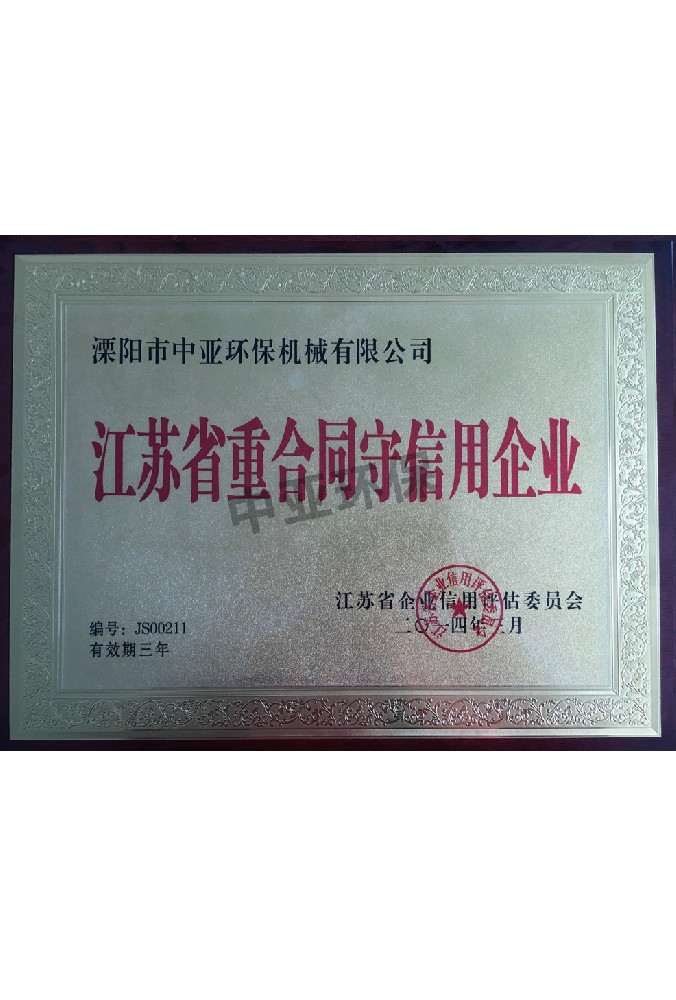 溧阳市中亚环保机械有限公司
江苏省重合同守信用企业
中亚环保
江苏省企业信用评估委员会
编号：JS00211
有效期三年